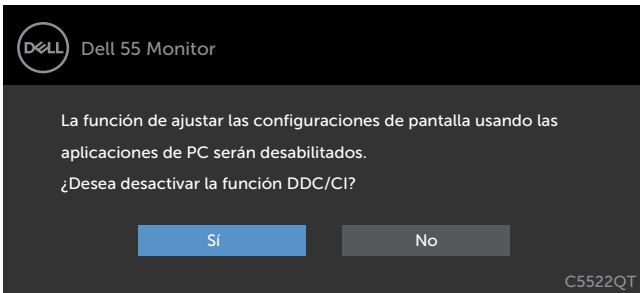 DELL
Dell 55 Monitor
La función de ajustar las configuraciones de pantalla usando las
aplicaciones de PC serán desabilitados.
¿Desea desactivar la función DDC/CI?
Sí No
C5522QT